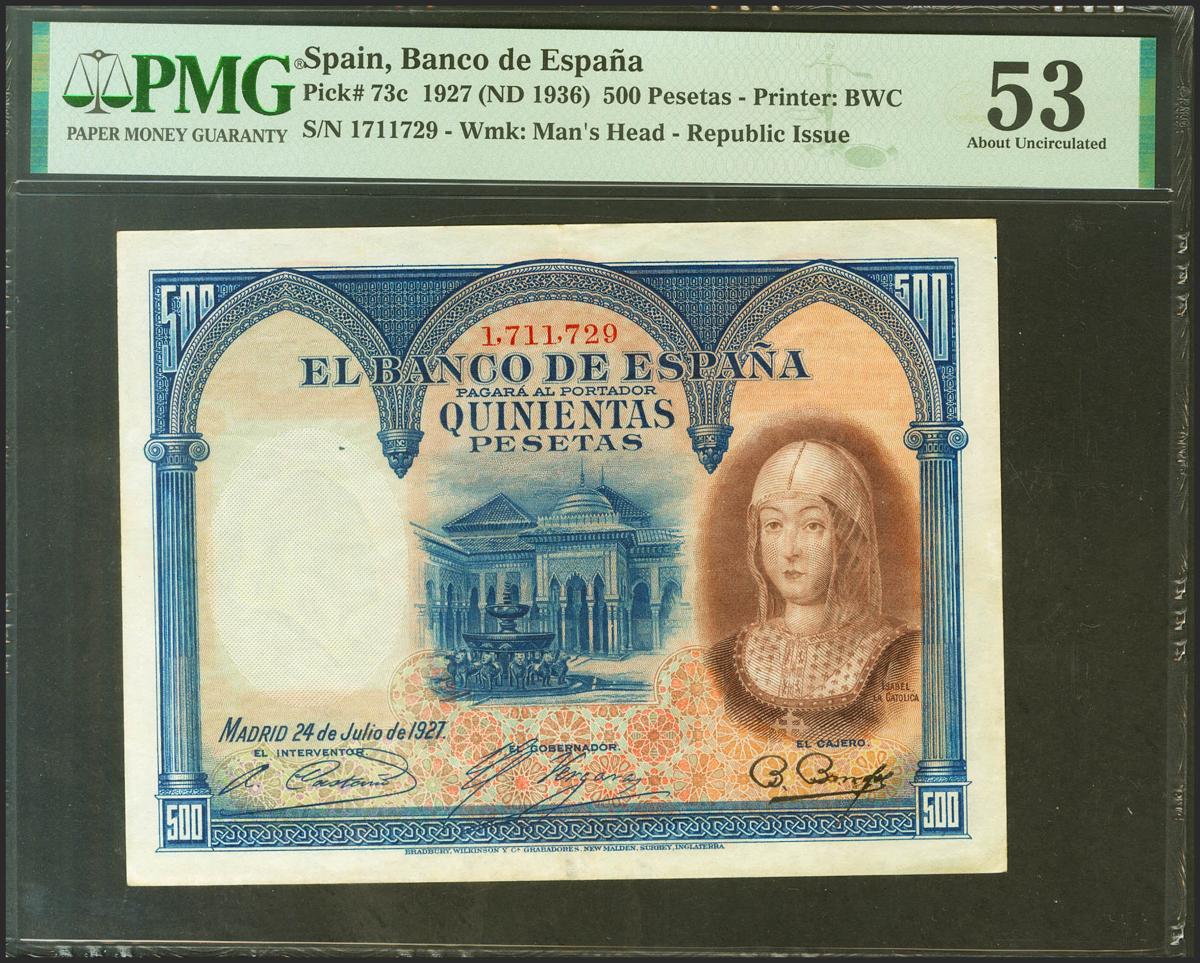 PMG®
PAPER MONEY GUARANTY
Spain, Banco de España
Pick# 73c 1927 (ND 1936) 500 Pesetas - Printer: BWC
S/N 1711729 - Wmk: Man's Head - Republic Issue
53
About Uncirculated
500
500
1,711,729
EL BANCO DE ESPAÑA
PAGARÁ AL PORTADOR
QUINIENTAS
PESETAS
ISABEL
LA CATOLICA
MADRID 24 de Julio de 1927.
EL INTERVENTOR.
EL GOBERNADOR.
EL CAJERO.
500
500
BRADBURY, WILKINSON Y Cª GRABADORES, NEW MALDEN, SURREY, INGLATERRA